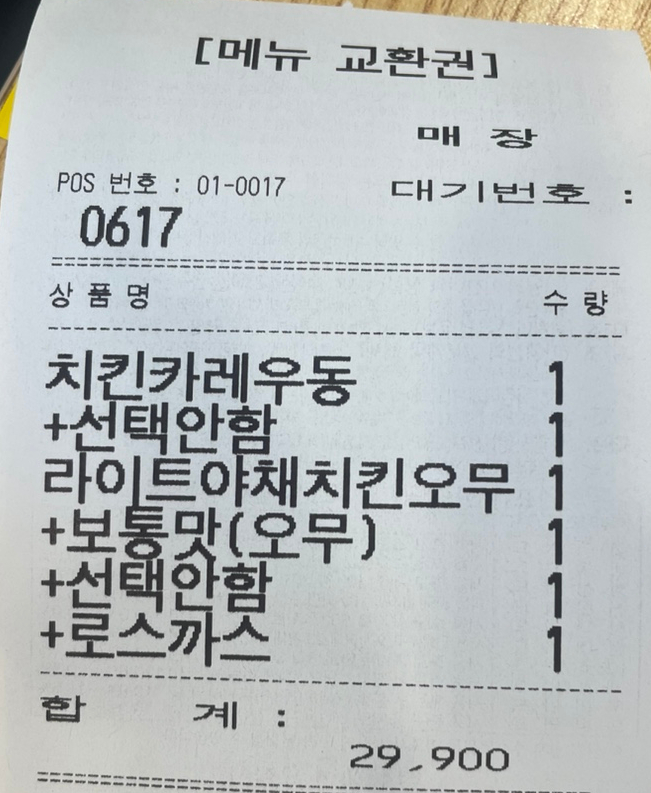 [메뉴 교환권]
매 장
POS 번호 : 01-0017 대기번호 :
0617
상 품 명 수 량
치킨카레우동 1
+선택안함 1
라이트야채치킨오무 1
+보통맛(오무) 1
+선택안함 1
+로스까스 1
합 계 :
29,900